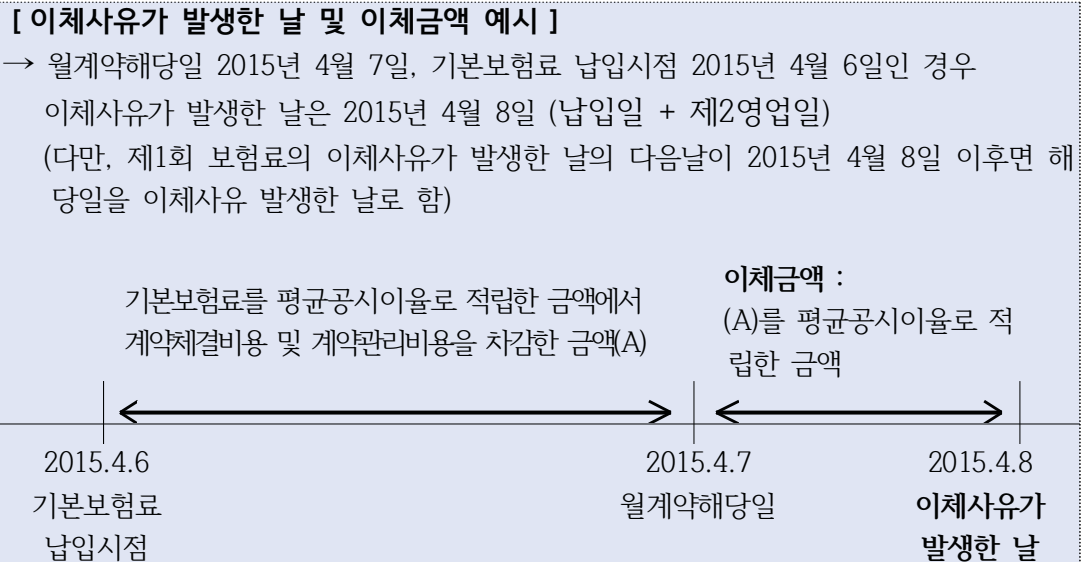 [ 이체사유가 발생한 날 및 이체금액 예시 ]
→ 월계약해당일 2015년 4월 7일, 기본보험료 납입시점 2015년 4월 6일인 경우
이체사유가 발생한 날은 2015년 4월 8일 (납입일 + 제2영업일)
(다만, 제1회 보험료의 이체사유가 발생한 날의 다음날이 2015년 4월 8일 이후면 해
당일을 이체사유 발생한 날로 함)
기본보험료를 평균공시이율로 적립한 금액에서
계약체결비용 및 계약관리비용을 차감한 금액(A)
이체금액 :
(A)를 평균공시이율로 적
립한 금액
2015.4.6
기본보험료
납입시점
2015.4.7
월계약해당일
2015.4.8
이체사유가
발생한 날